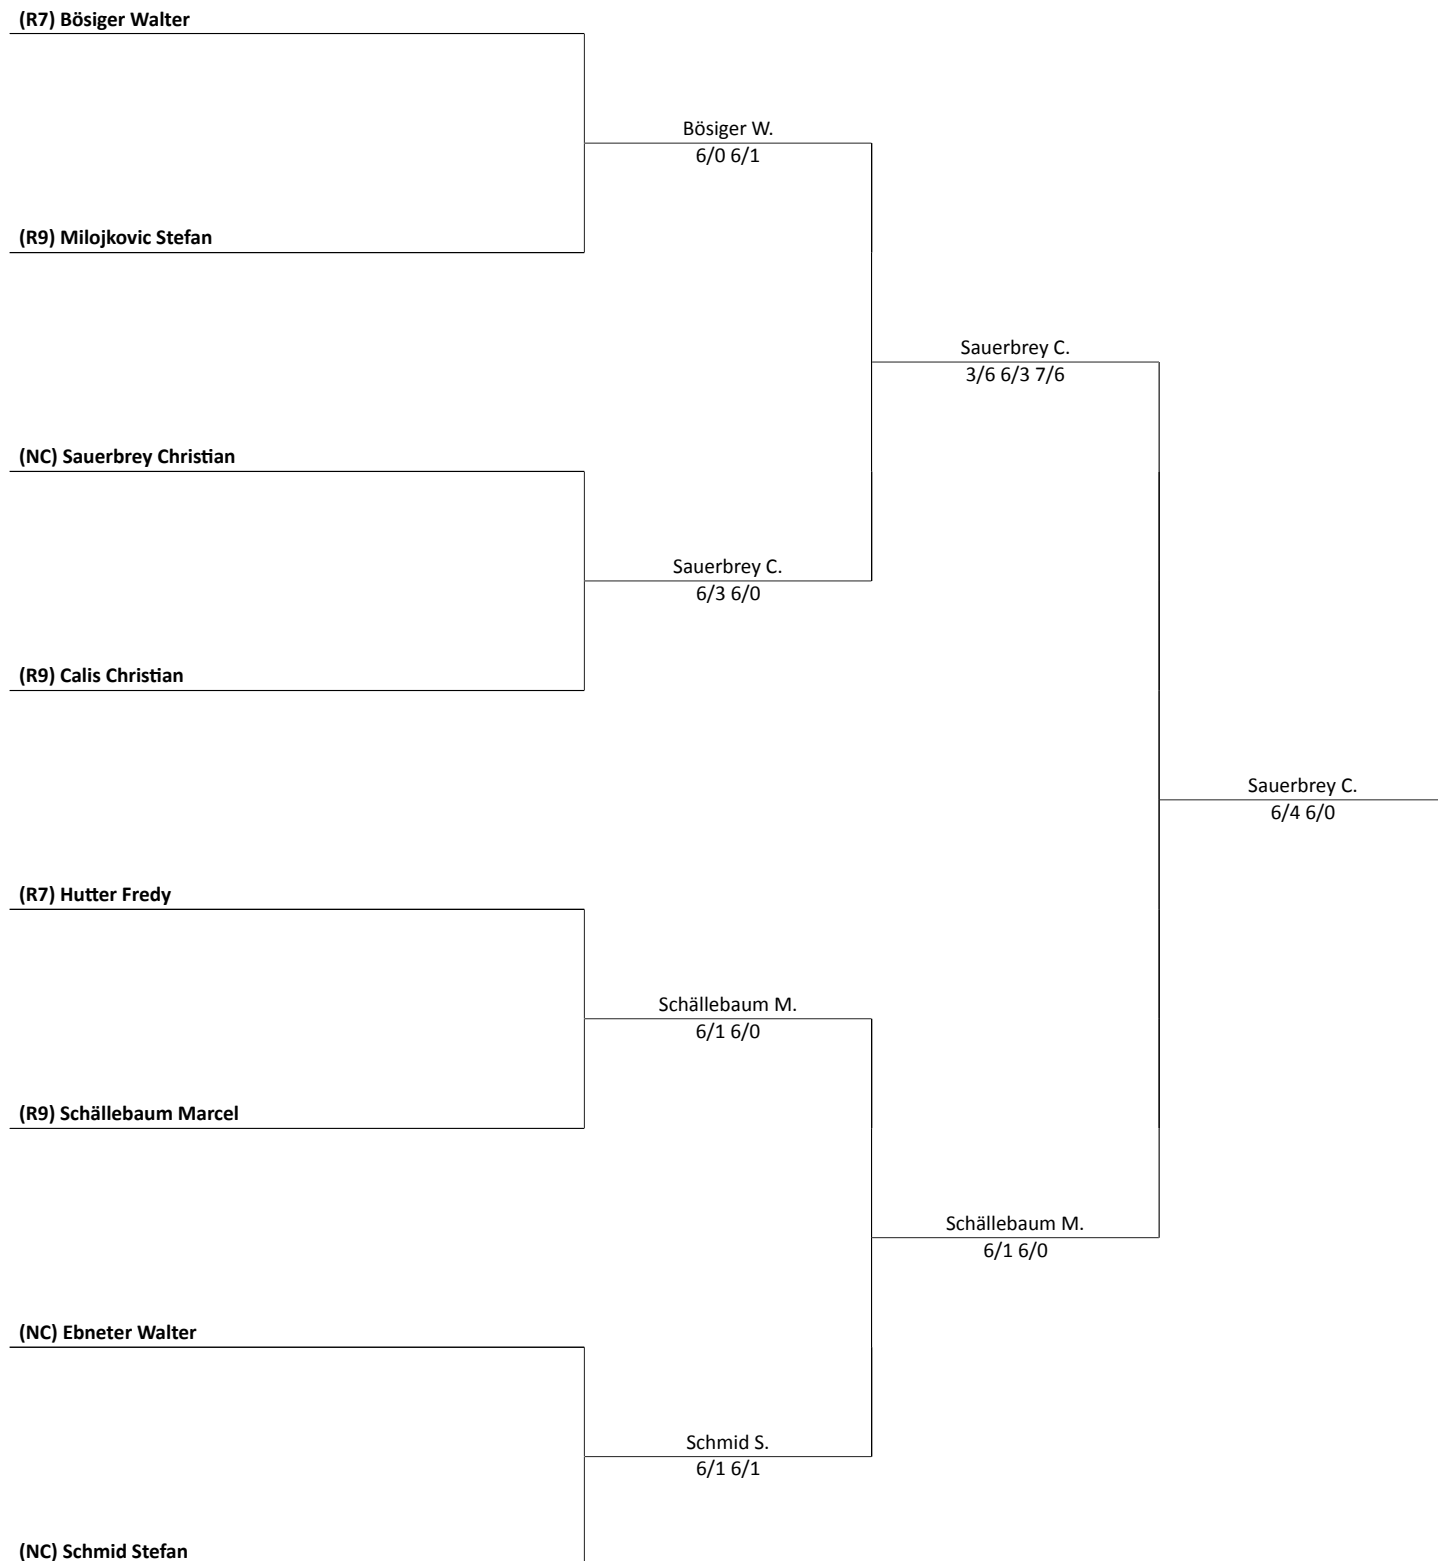 (R7) Bösiger Walter
Bösiger W.
6/0 6/1
(R9) Milojkovic Stefan
Sauerbrey C.
3/6 6/3 7/6
(NC) Sauerbrey Christian
Sauerbrey C.
6/3 6/0
(R9) Calis Christian
Sauerbrey C.
6/4 6/0
(R7) Hutter Fredy
Schällebaum M.
6/1 6/0
(R9) Schällebaum Marcel
Schällebaum M.
6/1 6/0
(NC) Ebneter Walter
Schmid S.
6/1 6/1
(NC) Schmid Stefan